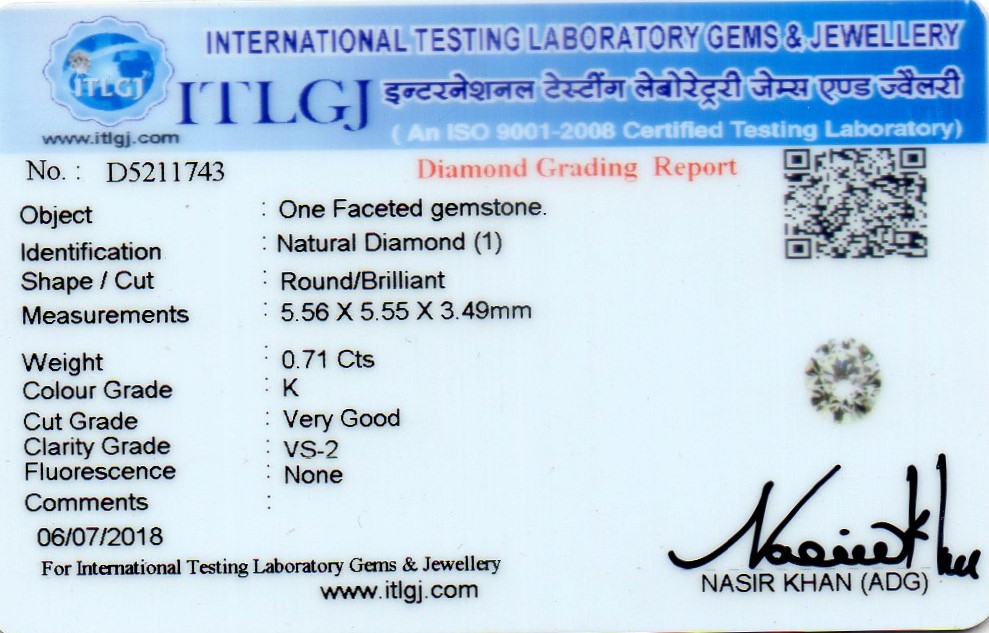 INTERNATIONAL TESTING LABORATORY GEMS & JEWELLERY
ITLGJ
ITLGJ
इन्टरनेशनल टेस्टींग लेबोरेट्ररी जेम्स एण्ड ज्वैलरी
www.itlgj.com
( An ISO 9001-2008 Certified Testing Laboratory)
No. : D5211743
Diamond Grading Report
Object : One Faceted gemstone.
Identification : Natural Diamond (1)
Shape / Cut : Round/Brilliant
Measurements : 5.56 X 5.55 X 3.49mm
Weight : 0.71 Cts
Colour Grade : K
Cut Grade : Very Good
Clarity Grade : VS-2
Fluorescence : None
Comments :
06/07/2018
For International Testing Laboratory Gems & Jewellery
www.itlgj.com
Nasir Khan
NASIR KHAN (ADG)